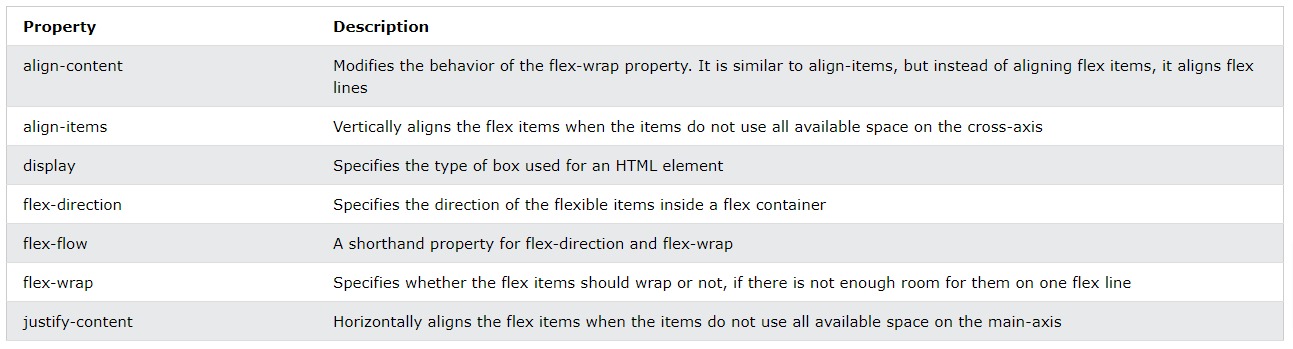 Property Description
align-content Modifies the behavior of the flex-wrap property. It is similar to align-items, but instead of aligning flex items, it aligns flex
lines
align-items Vertically aligns the flex items when the items do not use all available space on the cross-axis
display Specifies the type of box used for an HTML element
flex-direction Specifies the direction of the flexible items inside a flex container
flex-flow A shorthand property for flex-direction and flex-wrap
flex-wrap Specifies whether the flex items should wrap or not, if there is not enough room for them on one flex line
justify-content Horizontally aligns the flex items when the items do not use all available space on the main-axis